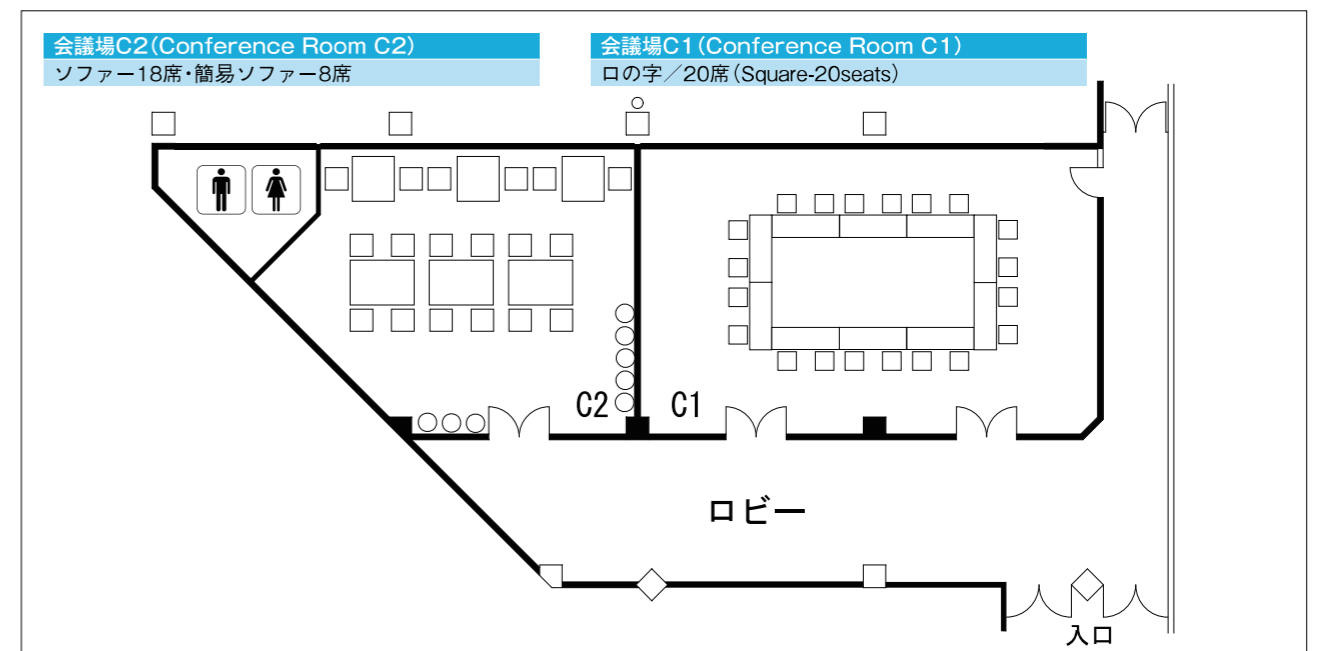 会議場C2(Conference Room C2)
ソファー18席・簡易ソファー8席
会議場C1(Conference Room C1)
ロの字／20席(Square-20seats)
C2
C1
ロビー
入口